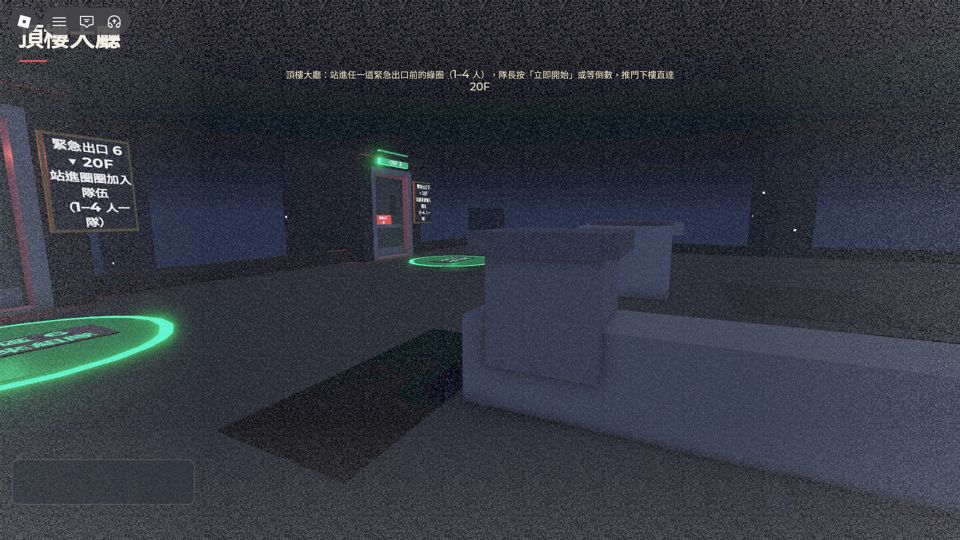 頂樓大廳
頂樓大廳：站進任一道緊急出口前的綠圈（1–4 人），隊長按「立即開始」或等倒數，推門下樓直達
20F
緊急出口 6
▼ 20F
站進圈圈加入
隊伍
（1–4 人一
隊）